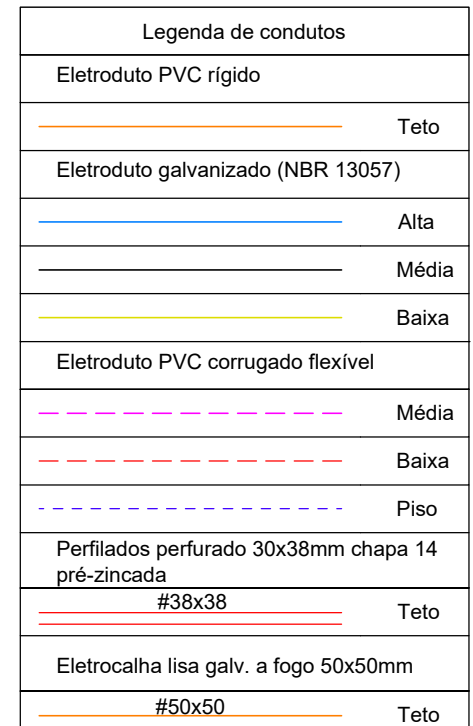 Legenda de condutos
Eletroduto PVC rígido
Teto
Eletroduto galvanizado (NBR 13057)
Alta
Média
Baixa
Eletroduto PVC corrugado flexível
Média
Baixa
Piso
Perfilados perfurado 30x38mm chapa 14
pré-zincada
#38x38
Teto
Eletrocalha lisa galv. a fogo 50x50mm
#50x50
Teto